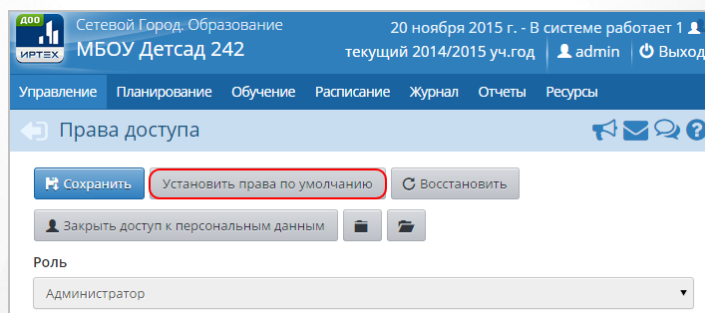 ДОО
ИРТЕХ
Сетевой Город. Образование
20 ноября 2015 г. - В системе работает 1
МБОУ Детсад 242
текущий 2014/2015 уч.год
admin
Выход
Управление Планирование Обучение Расписание Журнал Отчеты Ресурсы
Права доступа
Сохранить Установить права по умолчанию Восстановить
Закрыть доступ к персональным данным
Роль
Администратор